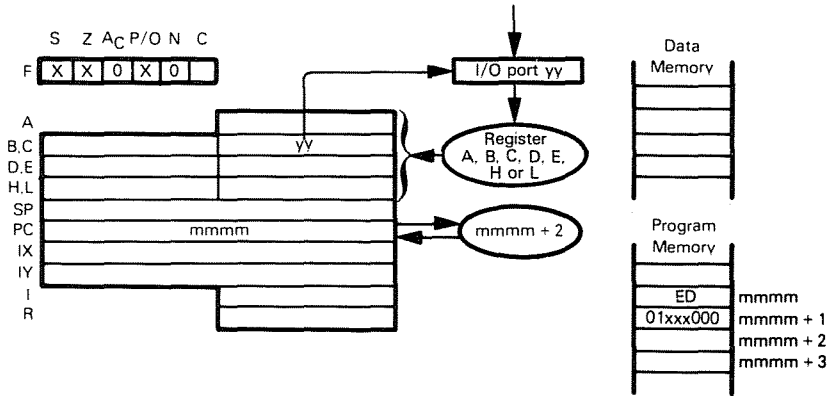 S Z AC P/O N C
F X X 0 X 0
I/O port yy
Data
Memory
A
B,C yy
D,E
H,L
Register
A, B, C, D, E,
H or L
SP
PC mmmm
mmmm + 2
IX
IY
I
R
Program
Memory
ED mmmm
01xxx000 mmmm + 1
mmmm + 2
mmmm + 3